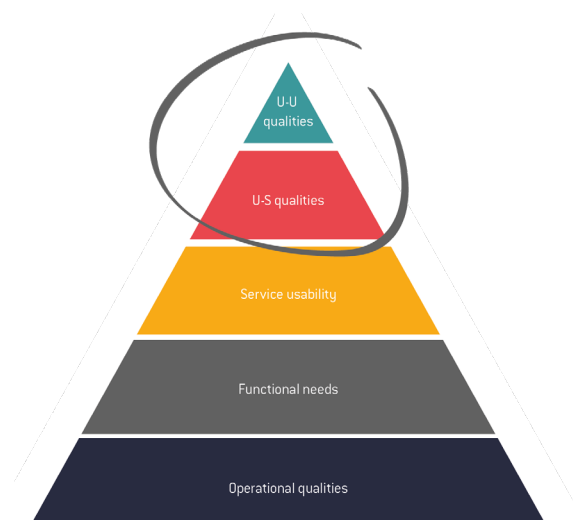 U-U
qualities
U-S qualities
Service usability
Functional needs
Operational qualities